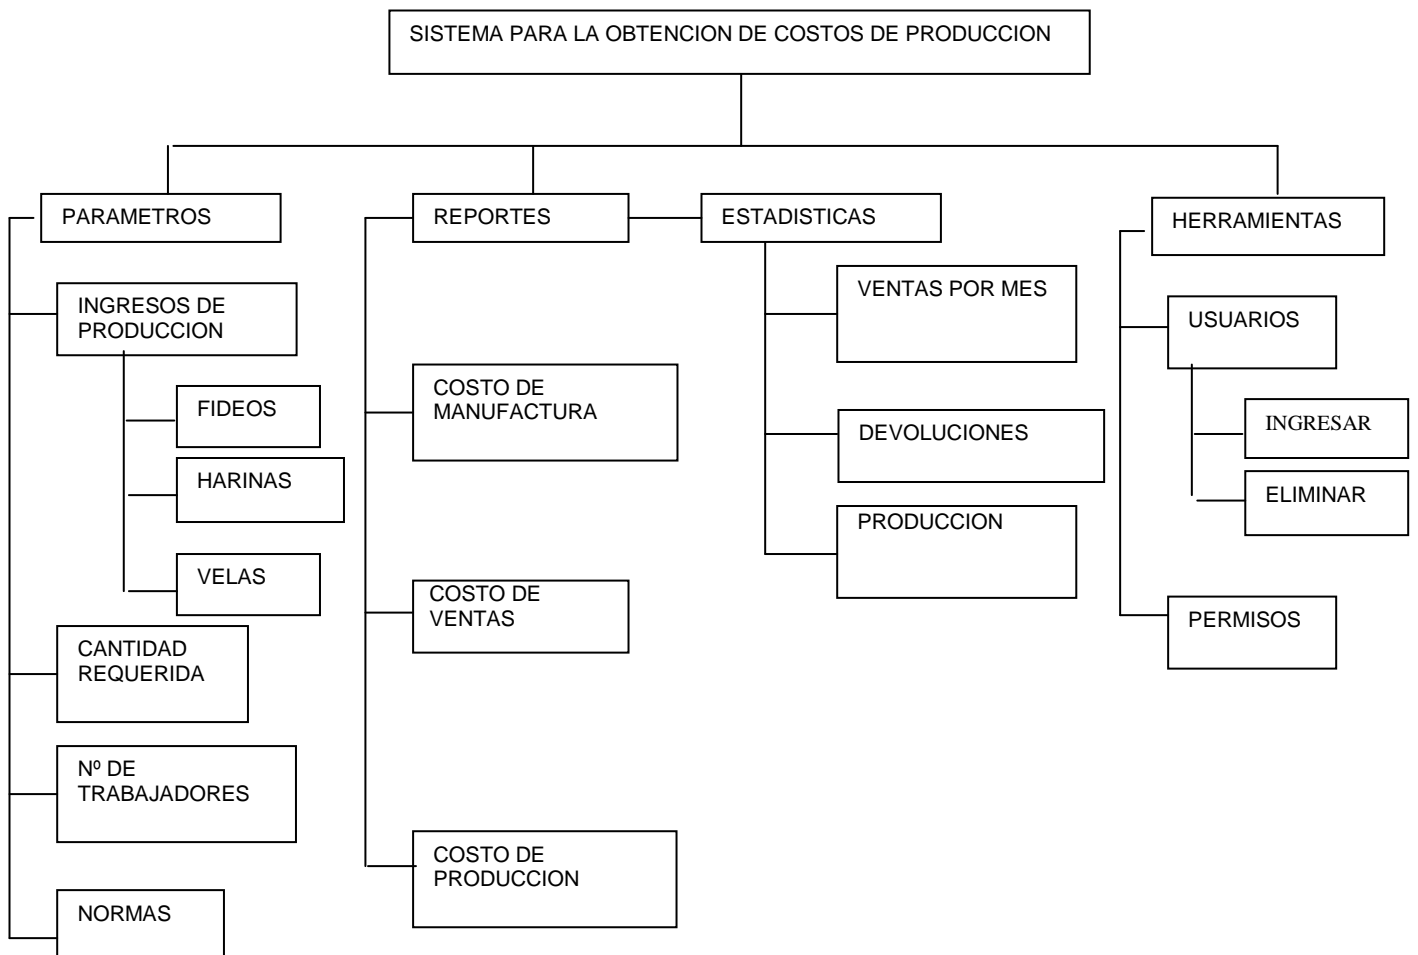 SISTEMA PARA LA OBTENCION DE COSTOS DE PRODUCCION
PARAMETROS
INGRESOS DE
PRODUCCION
FIDEOS
HARINAS
VELAS
CANTIDAD
REQUERIDA
Nº DE
TRABAJADORES
NORMAS
REPORTES
COSTO DE
MANUFACTURA
COSTO DE
VENTAS
COSTO DE
PRODUCCION
ESTADISTICAS
VENTAS POR MES
DEVOLUCIONES
PRODUCCION
HERRAMIENTAS
USUARIOS
INGRESAR
ELIMINAR
PERMISOS